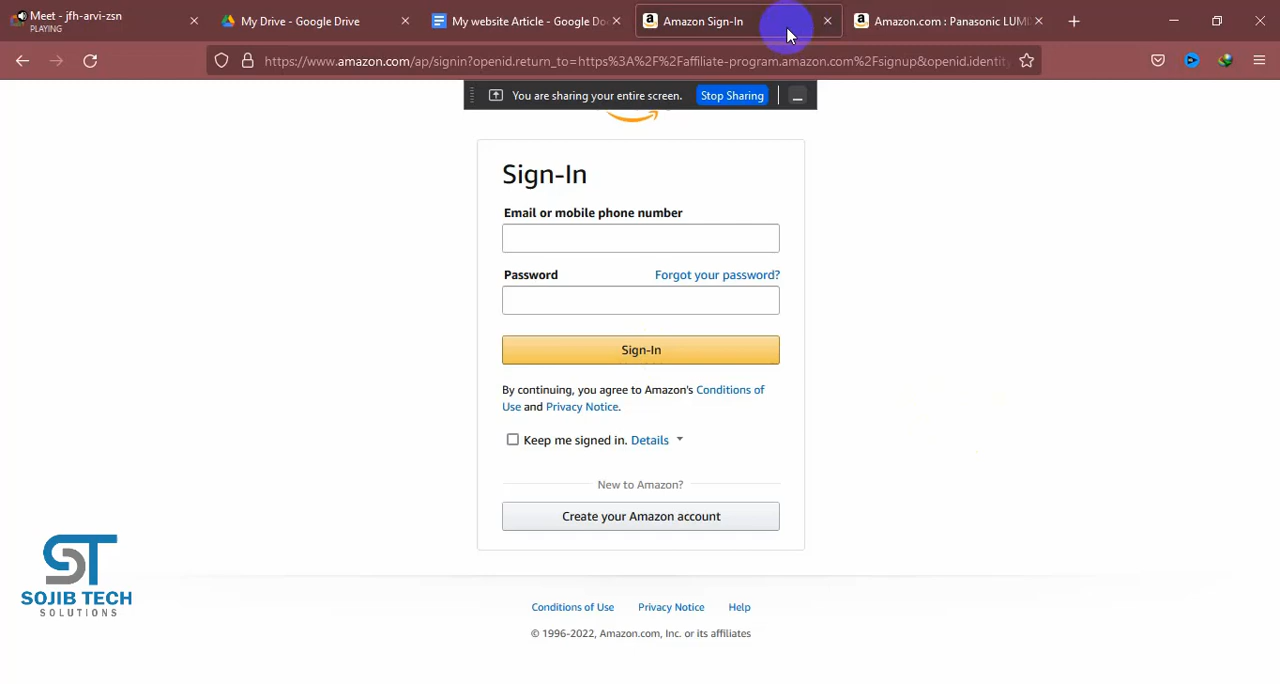 Meet - jfh-arvi-zsn
PLAYING
My Drive - Google Drive
My website Article - Google Do
Amazon Sign-In
Amazon.com : Panasonic LUMI
https://www.amazon.com/ap/signin?openid.return_to=https%3A%2F%2Faffiliate-program.amazon.com%2Fsignup&openid.identity
You are sharing your entire screen.
Stop Sharing
Sign-In
Email or mobile phone number
Password
Forgot your password?
Sign-In
By continuing, you agree to Amazon's Conditions of
Use and Privacy Notice.
Keep me signed in. Details
New to Amazon?
Create your Amazon account
ST
SOJIB TECH
SOLUTIONS
Conditions of Use
Privacy Notice
Help
© 1996-2022, Amazon.com, Inc. or its affiliates